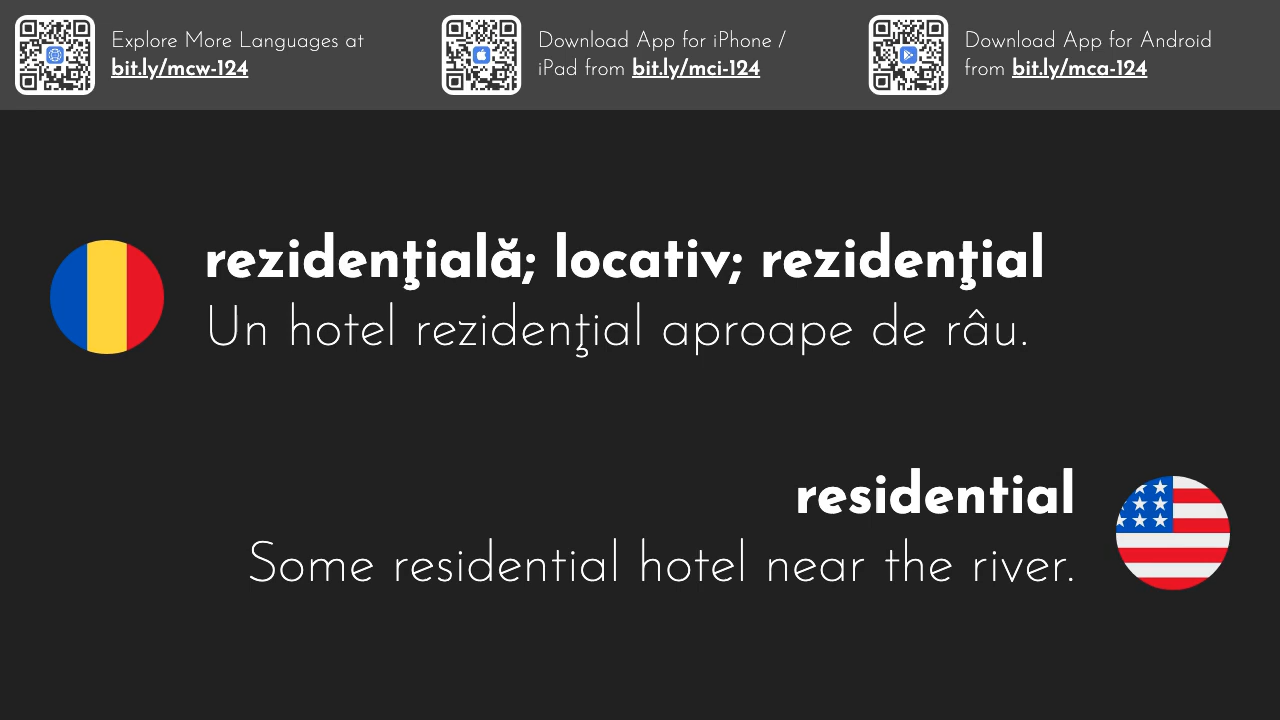 Explore More Languages at
bit.ly/mcw-124
Download App for iPhone /
iPad from bit.ly/mci-124
Download App for Android
from bit.ly/mca-124
rezidenţială; locativ; rezidenţial
Un hotel rezidenţial aproape de râu.
residential
Some residential hotel near the river.